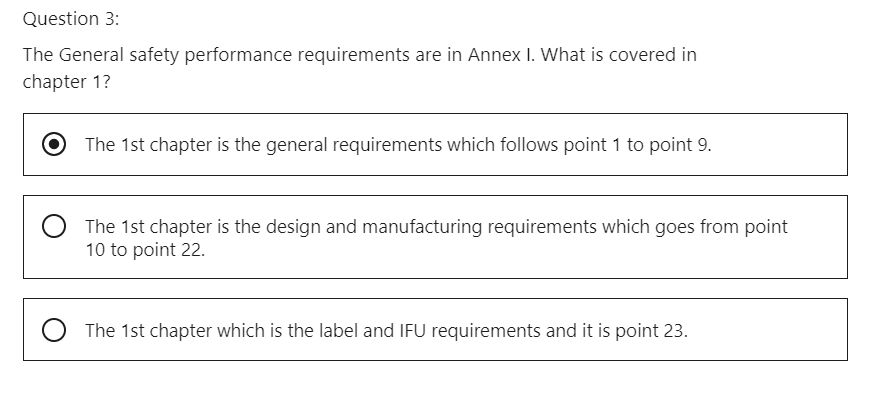 Question 3:
The General safety performance requirements are in Annex I. What is covered in
chapter 1?
The 1st chapter is the general requirements which follows point 1 to point 9.
The 1st chapter is the design and manufacturing requirements which goes from point
10 to point 22.
The 1st chapter which is the label and IFU requirements and it is point 23.